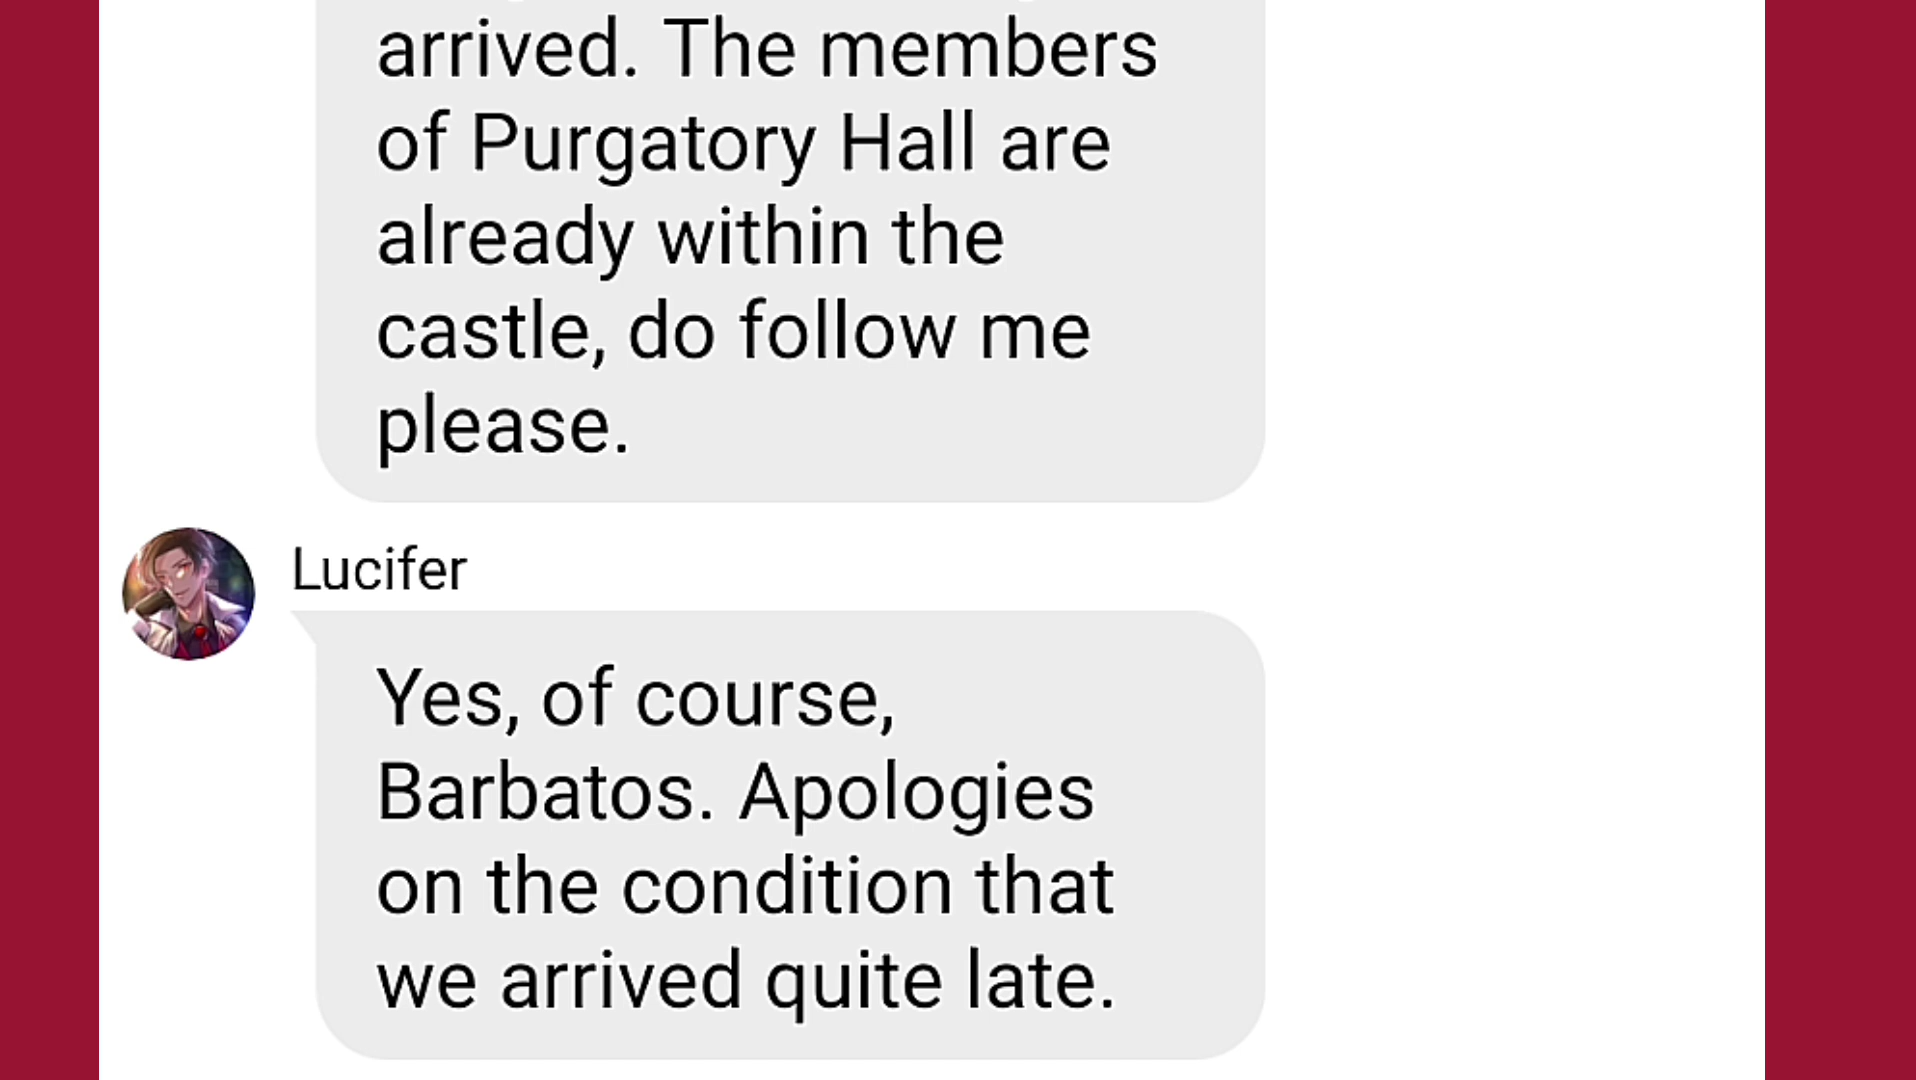 arrived. The members
of Purgatory Hall are
already within the
castle, do follow me
please.
Lucifer
Yes, of course,
Barbatos. Apologies
on the condition that
we arrived quite late.